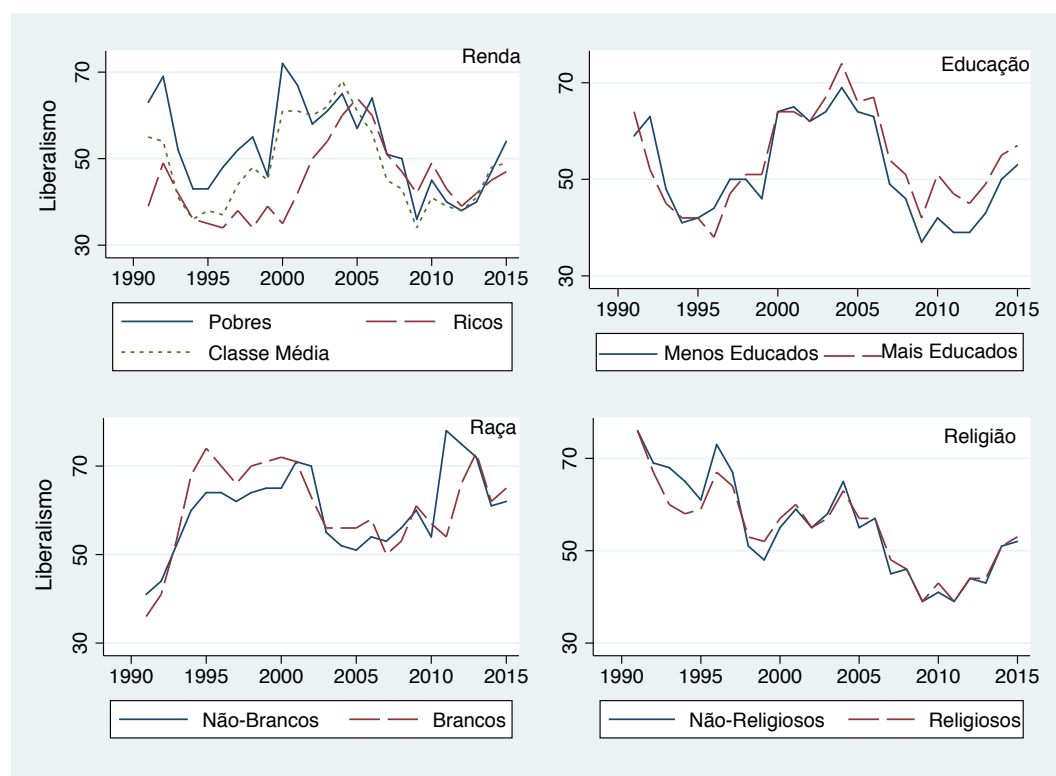 Renda
Liberalismo
70
50
30
1990 1995 2000 2005 2010 2015
Pobres Ricos
Classe Média
Educação
70
50
30
1990 1995 2000 2005 2010 2015
Menos Educados Mais Educados
Raça
Liberalismo
70
50
30
1990 1995 2000 2005 2010 2015
Não-Brancos Brancos
Religião
70
50
30
1990 1995 2000 2005 2010 2015
Não-Religiosos Religiosos